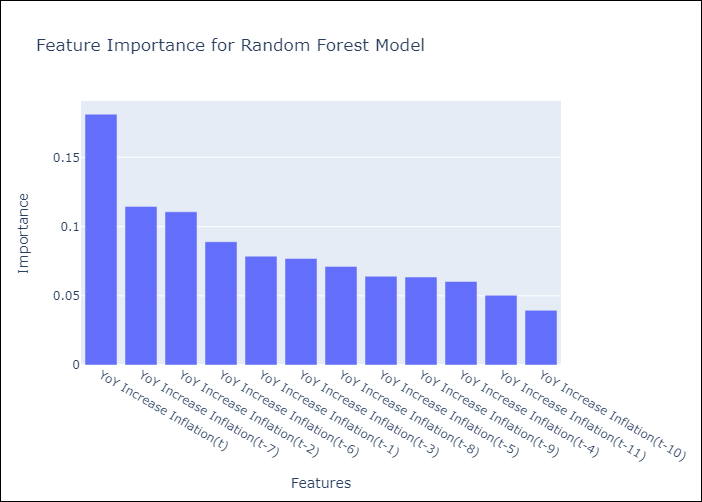 Feature Importance for Random Forest Model
Importance
0.15
0.1
0.05
0
YoY Increase Inflation(t)
YoY Increase Inflation(t-7)
YoY Increase Inflation(t-2)
YoY Increase Inflation(t-6)
YoY Increase Inflation(t-1)
YoY Increase Inflation(t-3)
YoY Increase Inflation(t-8)
YoY Increase Inflation(t-5)
YoY Increase Inflation(t-9)
YoY Increase Inflation(t-4)
YoY Increase Inflation(t-11)
YoY Increase Inflation(t-10)
Features